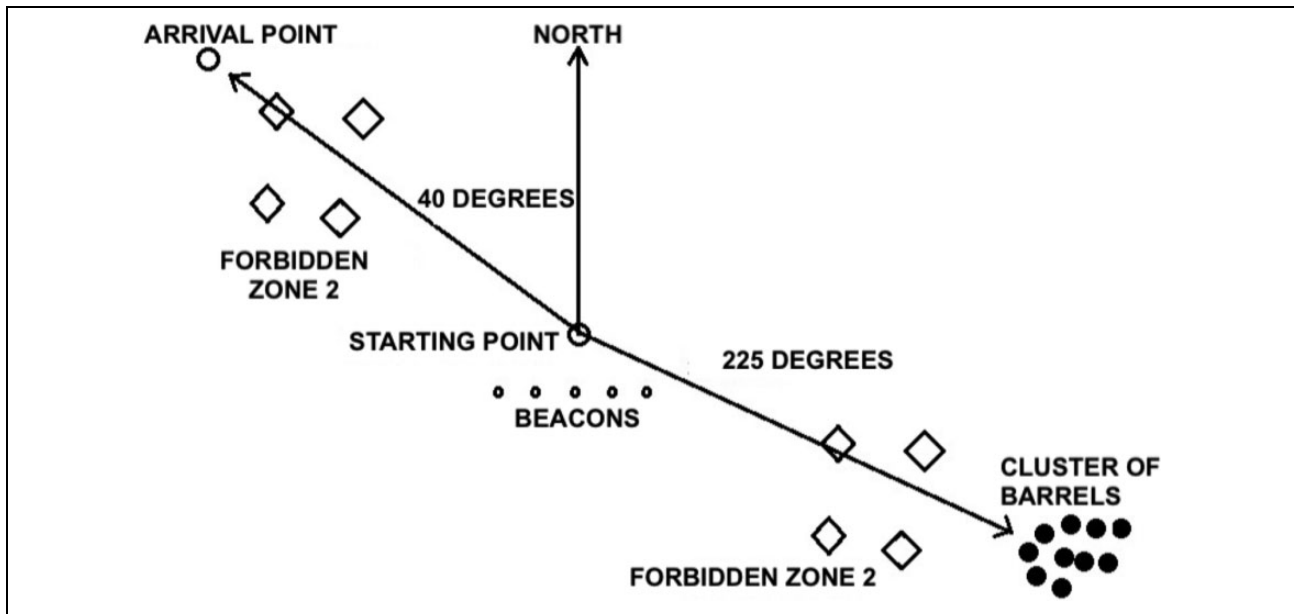 ARRIVAL POINT
NORTH
40 DEGREES
FORBIDDEN
ZONE 2
STARTING POINT
225 DEGREES
BEACONS
CLUSTER OF
BARRELS
FORBIDDEN ZONE 2